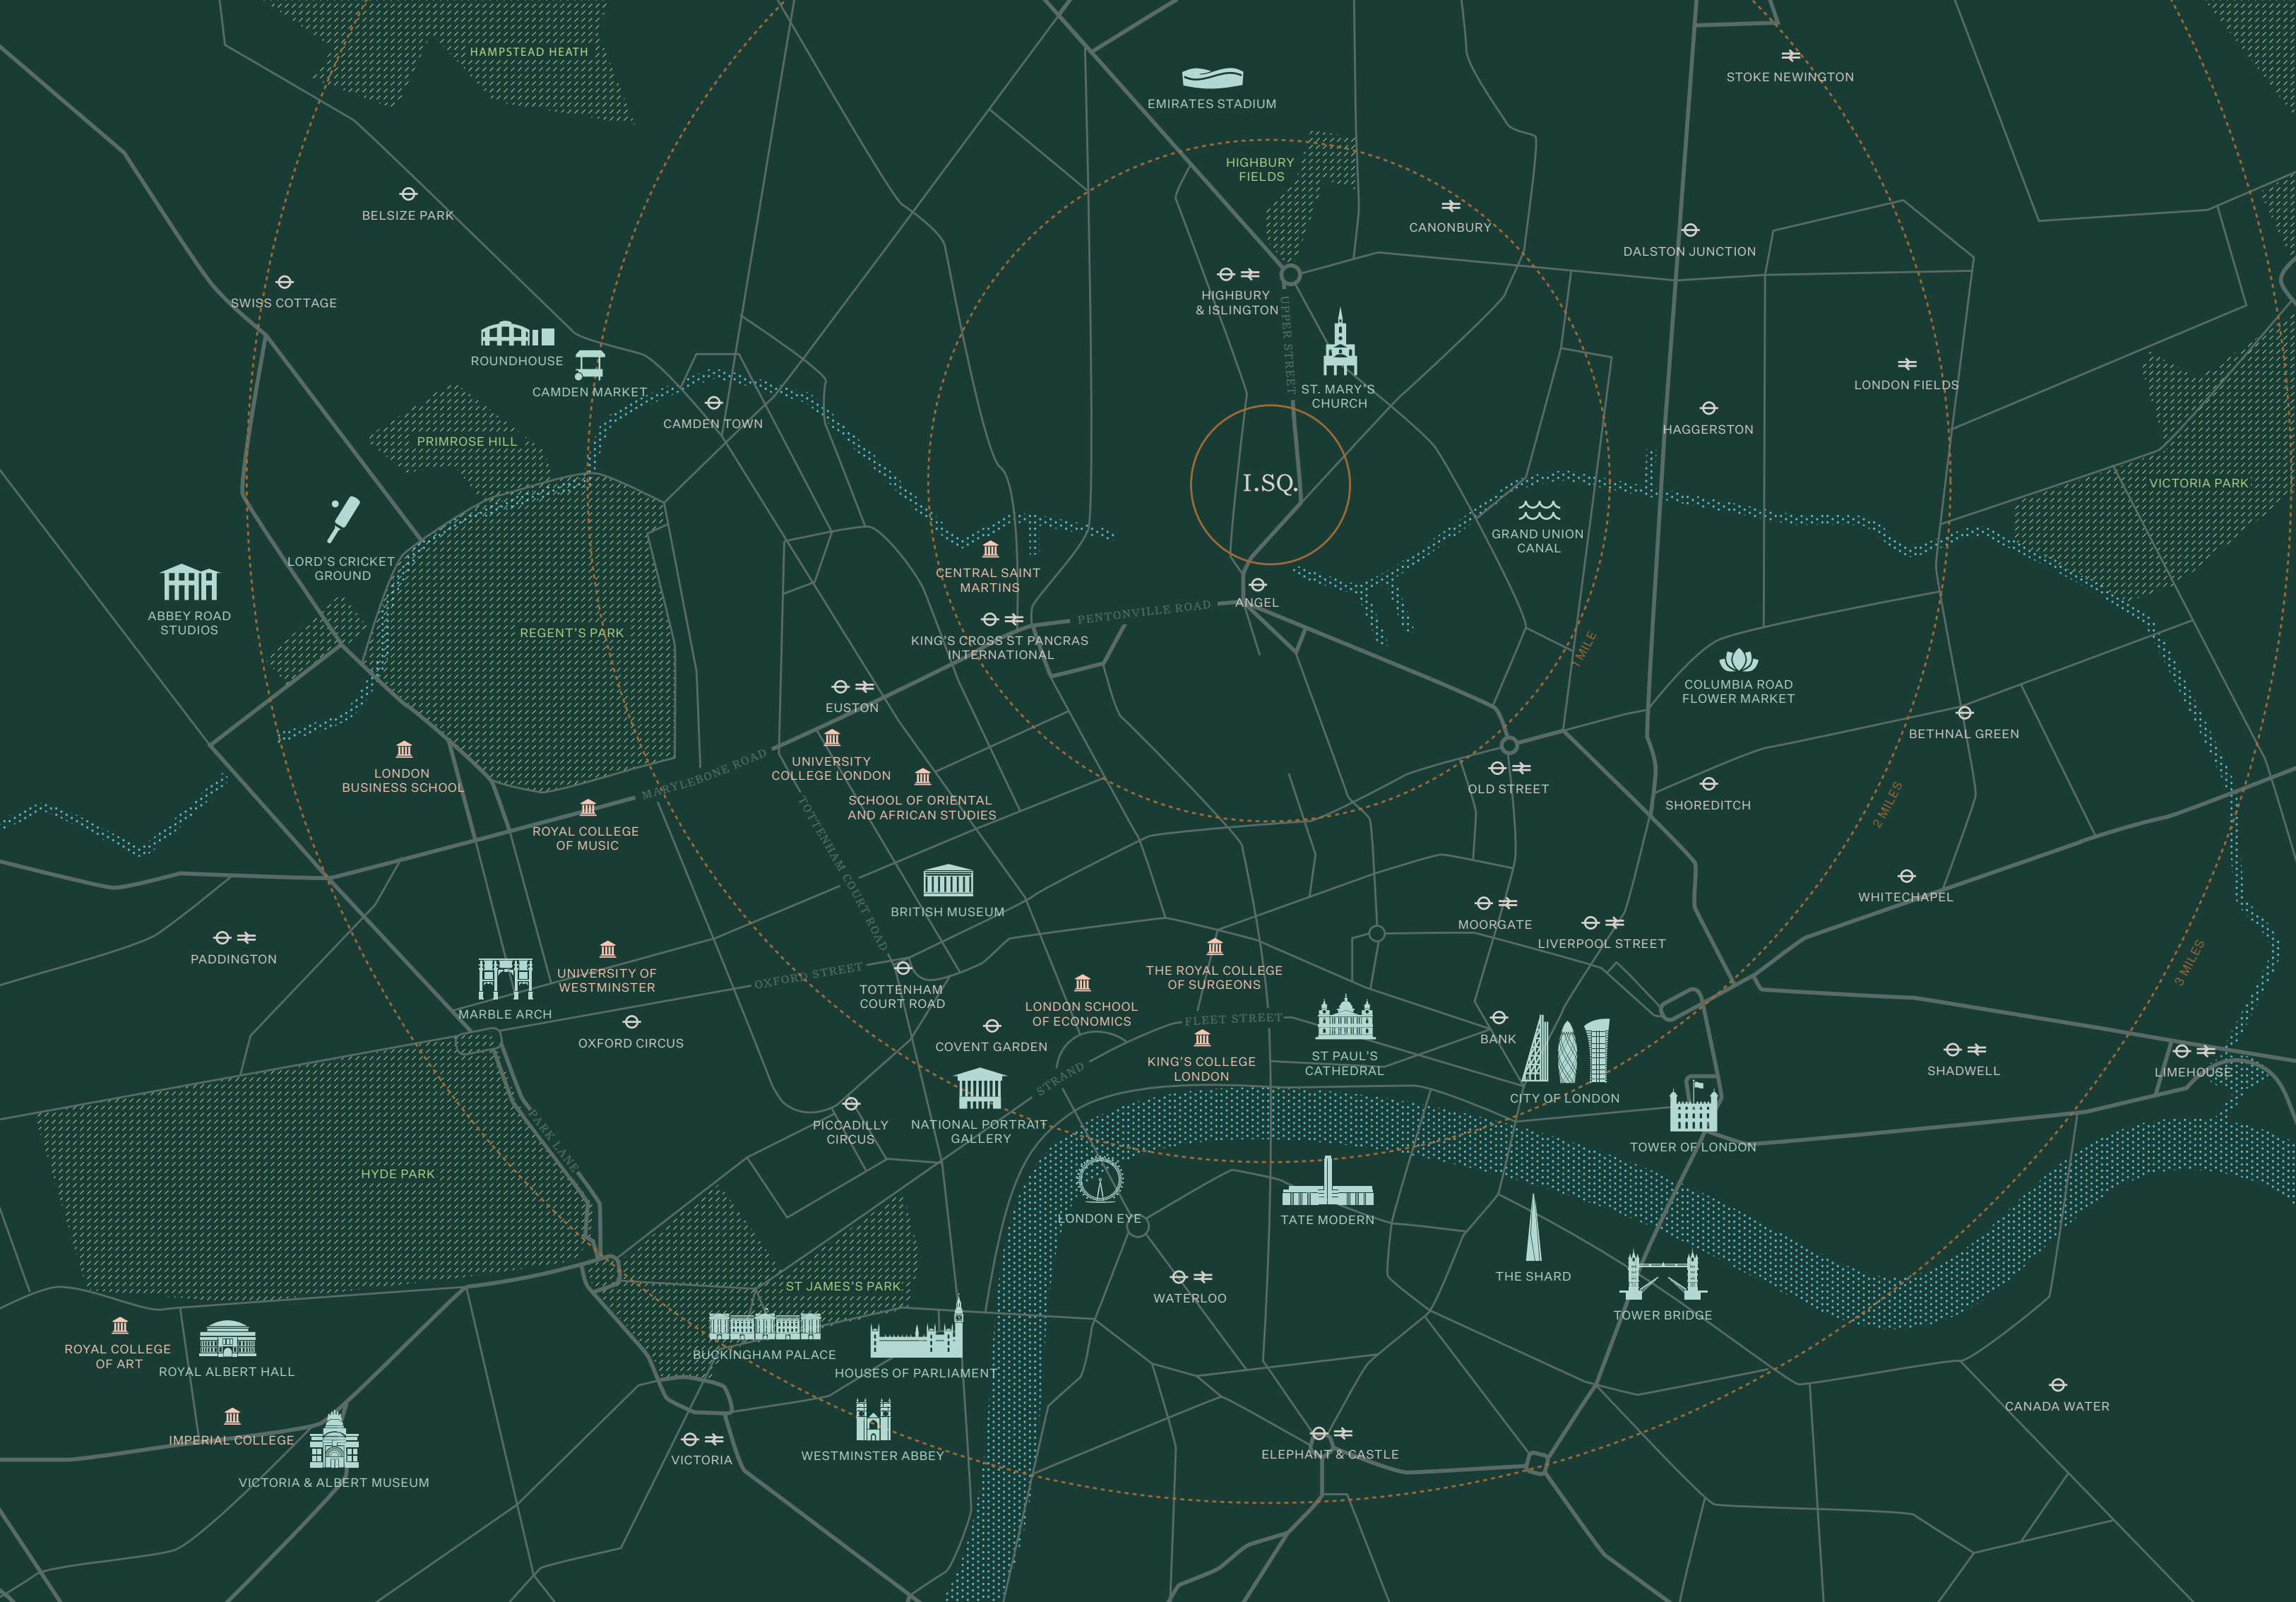 HAMPSTEAD HEATH
STOKE NEWINGTON
EMIRATES STADIUM
HIGHBURY
FIELDS
BELSIZE PARK
CANONBURY
DALSTON JUNCTION
SWISS COTTAGE
HIGHBURY
& ISLINGTON
UPPER STREET
ROUNDHOUSE
CAMDEN MARKET
ST. MARY'S
CHURCH
LONDON FIELDS
CAMDEN TOWN
HAGGERSTON
PRIMROSE HILL
I.SQ.
VICTORIA PARK
GRAND UNION
CANAL
LORD'S CRICKET
GROUND
CENTRAL SAINT
MARTINS
ANGEL
PENTONVILLE ROAD
ABBEY ROAD
STUDIOS
REGENT'S PARK
KING'S CROSS ST PANCRAS
INTERNATIONAL
1 MILE
COLUMBIA ROAD
FLOWER MARKET
EUSTON
BETHNAL GREEN
LONDON
BUSINESS SCHOOL
MARYLEBONE ROAD
UNIVERSITY
COLLEGE LONDON
OLD STREET
SHOREDITCH
2 MILES
SCHOOL OF ORIENTAL
AND AFRICAN STUDIES
ROYAL COLLEGE
OF MUSIC
TOTTENHAM COURT ROAD
BRITISH MUSEUM
WHITECHAPEL
MOORGATE
LIVERPOOL STREET
PADDINGTON
3 MILES
UNIVERSITY OF
WESTMINSTER
OXFORD STREET
THE ROYAL COLLEGE
OF SURGEONS
TOTTENHAM
COURT ROAD
MARBLE ARCH
LONDON SCHOOL
OF ECONOMICS
FLEET STREET
OXFORD CIRCUS
COVENT GARDEN
BANK
KING'S COLLEGE
LONDON
ST PAUL'S
CATHEDRAL
SHADWELL
LIMEHOUSE
STRAND
CITY OF LONDON
PARK LANE
PICCADILLY
CIRCUS
NATIONAL PORTRAIT
GALLERY
TOWER OF LONDON
HYDE PARK
LONDON EYE
TATE MODERN
THE SHARD
ST JAMES'S PARK
WATERLOO
TOWER BRIDGE
ROYAL COLLEGE
OF ART
ROYAL ALBERT HALL
BUCKINGHAM PALACE
HOUSES OF PARLIAMENT
CANADA WATER
IMPERIAL COLLEGE
VICTORIA
WESTMINSTER ABBEY
ELEPHANT & CASTLE
VICTORIA & ALBERT MUSEUM